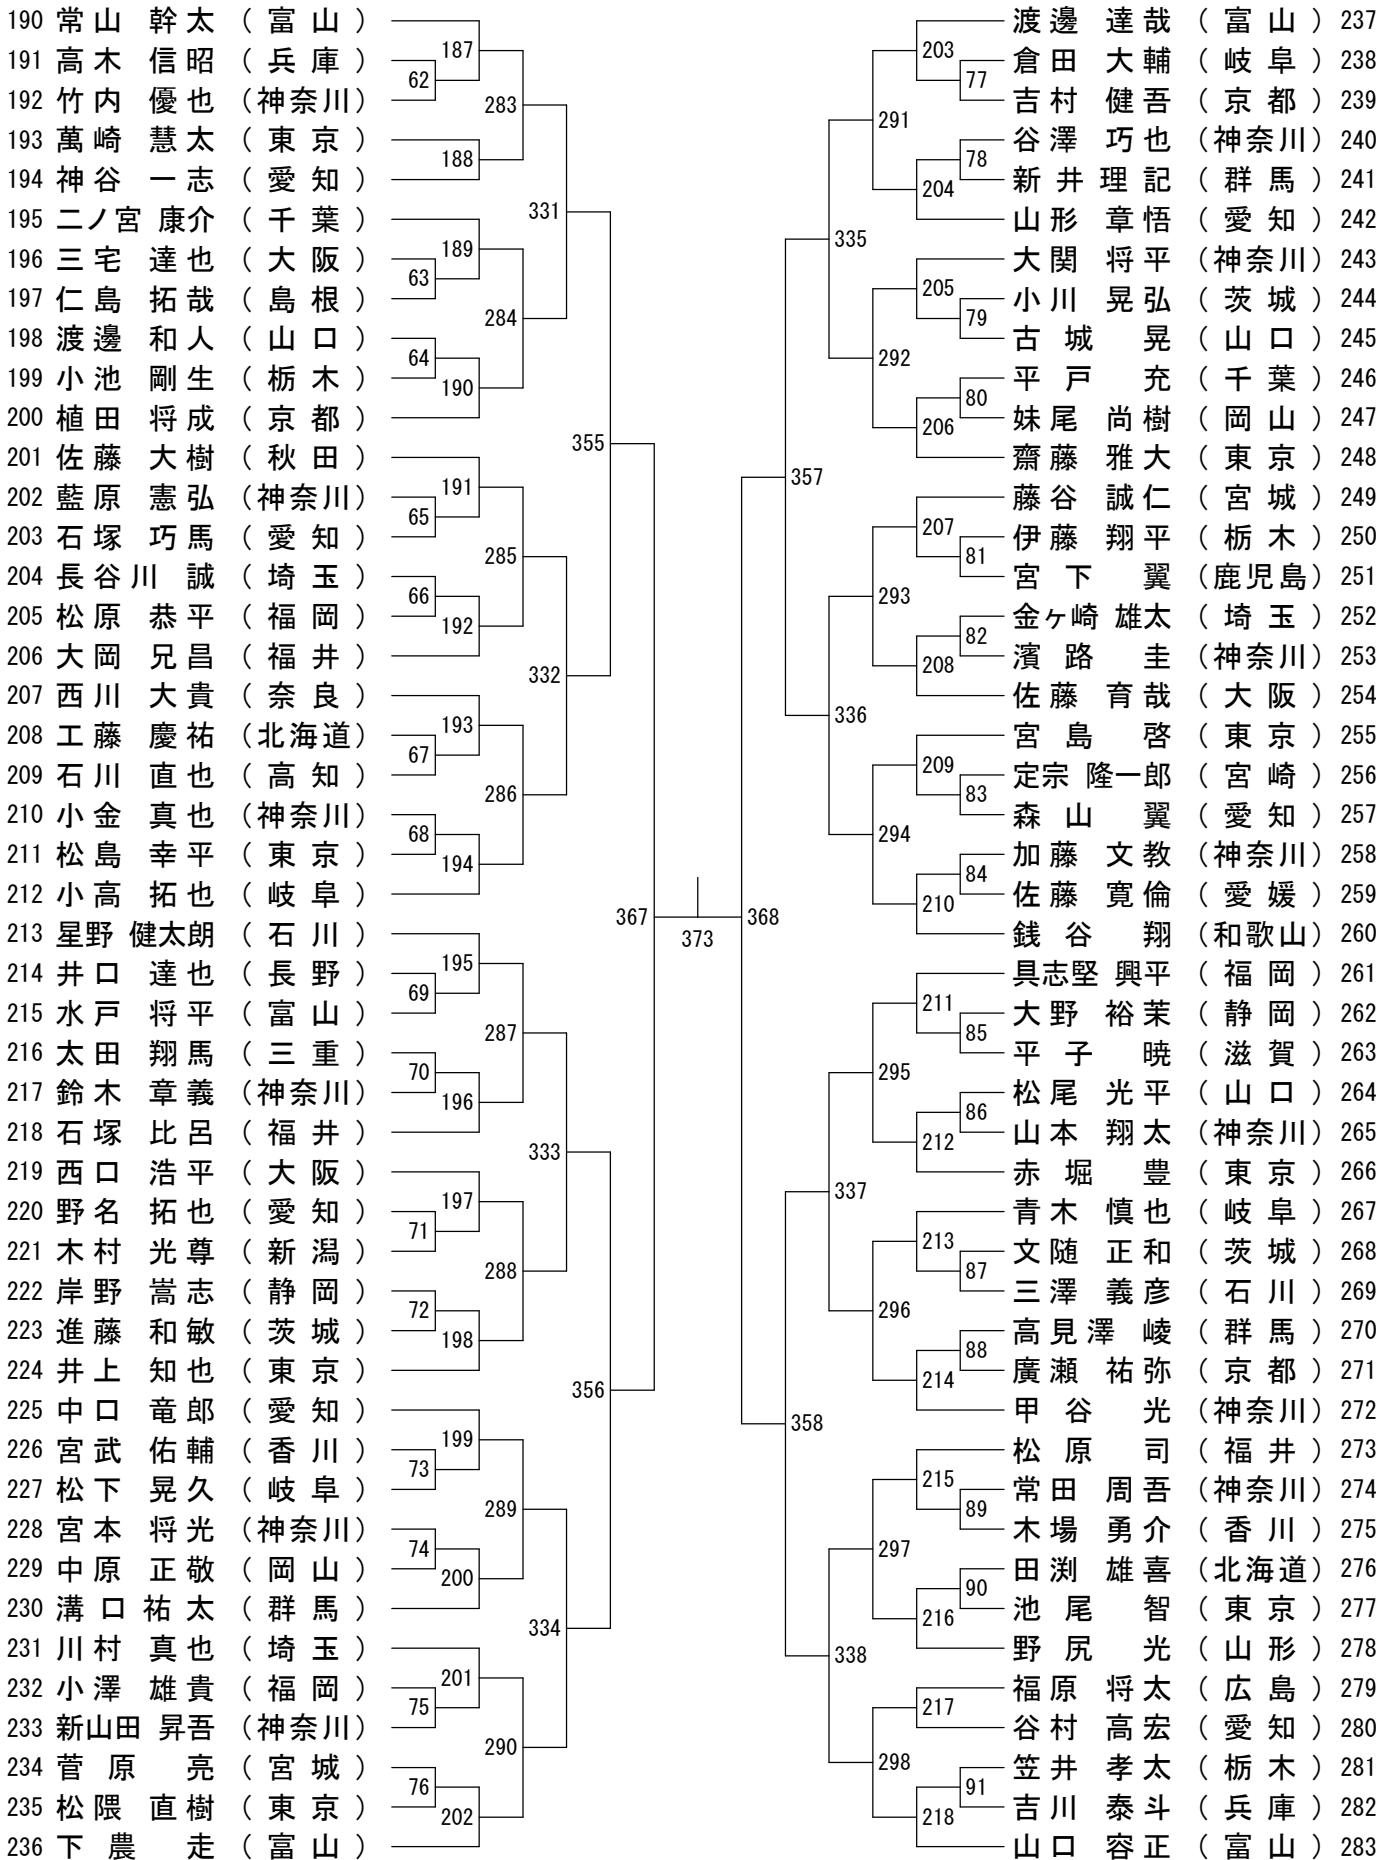 190 常山 幹太 (富山)
191 高木 信昭 (兵庫)
192 竹内 優也 (神奈川)
193 萬崎 慧太 (東京)
194 神谷 一志 (愛知)
195 二ノ宮 康介 (千葉)
196 三宅 達也 (大阪)
197 仁島 拓哉 (島根)
198 渡邊 和人 (山口)
199 小池 剛生 (栃木)
200 植田 将成 (京都)
201 佐藤 大樹 (秋田)
202 藍原 憲弘 (神奈川)
203 石塚 巧馬 (愛知)
204 長谷川 誠 (埼玉)
205 松原 恭平 (福岡)
206 大岡 兄昌 (福井)
207 西川 大貴 (奈良)
208 工藤 慶祐 (北海道)
209 石川 直也 (高知)
210 小金 真也 (神奈川)
211 松島 幸平 (東京)
212 小高 拓也 (岐阜)
213 星野 健太朗 (石川)
214 井口 達也 (長野)
215 水戸 将平 (富山)
216 太田 翔馬 (三重)
217 鈴木 章義 (神奈川)
218 石塚 比呂 (福井)
219 西口 浩平 (大阪)
220 野名 拓也 (愛知)
221 木村 光尊 (新潟)
222 岸野 嵩志 (静岡)
223 進藤 和敏 (茨城)
224 井上 知也 (東京)
225 中口 竜郎 (愛知)
226 宮武 佑輔 (香川)
227 松下 晃久 (岐阜)
228 宮本 将光 (神奈川)
229 中原 正敬 (岡山)
230 溝口 祐太 (群馬)
231 川村 真也 (埼玉)
232 小澤 雄貴 (福岡)
233 新山田 昇吾 (神奈川)
234 菅原 亮 (宮城)
235 松隈 直樹 (東京)
236 下農 走 (富山)
187
62
188
189
63
64
190
191
65
66
192
193
67
68
194
195
69
70
196
197
71
72
198
199
73
74
200
201
75
76
202
283
284
285
286
287
288
289
290
331
332
333
334
355
356
367
373
368
357
358
335
336
337
338
291
292
293
294
295
296
297
298
203
77
78
204
205
79
80
206
207
81
82
208
209
83
84
210
211
85
86
212
213
87
88
214
215
89
90
216
217
91
218
渡邊 達哉 (富山) 237
倉田 大輔 (岐阜) 238
吉村 健吾 (京都) 239
谷澤 巧也 (神奈川) 240
新井 理記 (群馬) 241
山形 章悟 (愛知) 242
大関 将平 (神奈川) 243
小川 晃弘 (茨城) 244
古城 晃 (山口) 245
平戸 充 (千葉) 246
妹尾 尚樹 (岡山) 247
齋藤 雅大 (東京) 248
藤谷 誠仁 (宮城) 249
伊藤 翔平 (栃木) 250
宮下 翼 (鹿児島) 251
金ヶ崎 雄太 (埼玉) 252
濱路 圭 (神奈川) 253
佐藤 育哉 (大阪) 254
宮島 啓 (東京) 255
定宗 隆一郎 (宮崎) 256
森山 翼 (愛知) 257
加藤 文教 (神奈川) 258
佐藤 寛倫 (愛媛) 259
銭谷 翔 (和歌山) 260
具志堅 興平 (福岡) 261
大野 裕茉 (静岡) 262
平子 暁 (滋賀) 263
松尾 光平 (山口) 264
山本 翔太 (神奈川) 265
赤堀 豊 (東京) 266
青木 慎也 (岐阜) 267
文随 正和 (茨城) 268
三澤 義彦 (石川) 269
高見澤 崚 (群馬) 270
廣瀬 祐弥 (京都) 271
甲谷 光 (神奈川) 272
松原 司 (福井) 273
常田 周吾 (神奈川) 274
木場 勇介 (香川) 275
田渕 雄喜 (北海道) 276
池尾 智 (東京) 277
野尻 光 (山形) 278
福原 将太 (広島) 279
谷村 高宏 (愛知) 280
笠井 孝太 (栃木) 281
吉川 泰斗 (兵庫) 282
山口 容正 (富山) 283